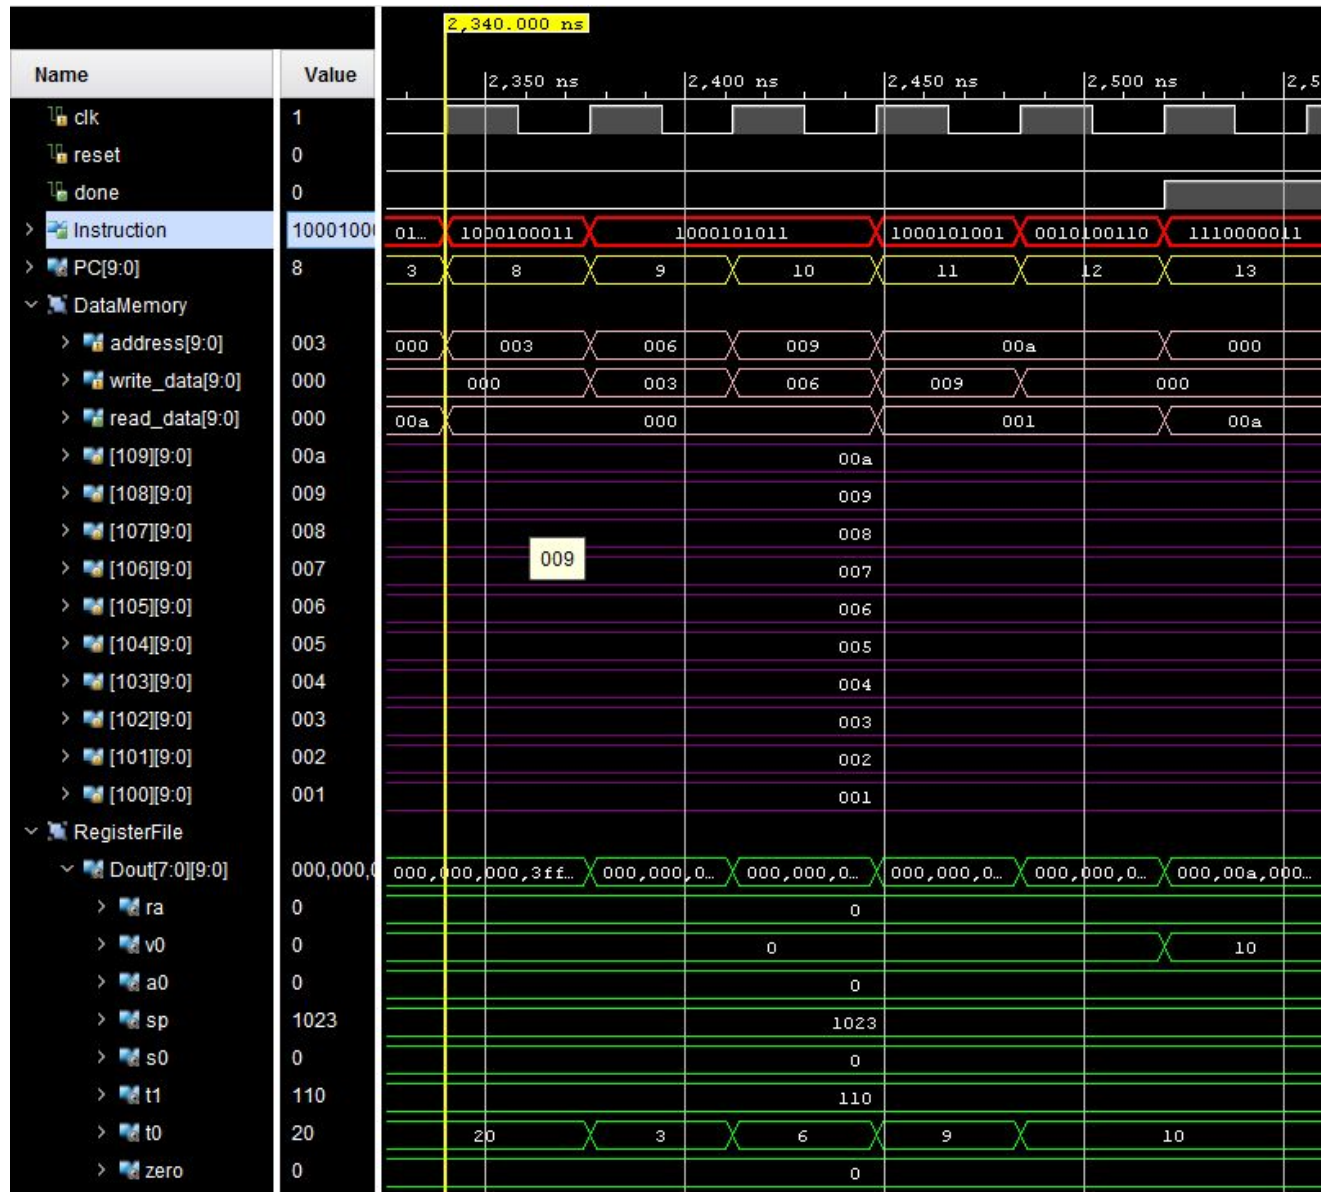 2,340.000 ns
Name Value 2,350 ns 2,400 ns 2,450 ns 2,500 ns 2,5
clk 1
reset 0
done 0
Instruction 10001000 01... 1000100011 1000101011 1000101001 0010100110 1110000011
PC[9:0] 8 3 8 9 10 11 12 13
DataMemory
address[9:0] 003 000 003 006 009 00a 000
write_data[9:0] 000 000 003 006 009 000
read_data[9:0] 000 00a 000 001 00a
[109][9:0] 00a 00a
[108][9:0] 009 009
[107][9:0] 008 008
009
[106][9:0] 007 007
[105][9:0] 006 006
[104][9:0] 005 005
[103][9:0] 004 004
[102][9:0] 003 003
[101][9:0] 002 002
[100][9:0] 001 001
RegisterFile
Dout[7:0][9:0] 000,000,0 000,000,000,3ff... 000,000,0... 000,000,0... 000,000,0... 000,000,0... 000,00a,000...
ra 0 0
v0 0 0 10
a0 0 0
sp 1023 1023
s0 0 0
t1 110 110
t0 20 20 3 6 9 10
zero 0 0